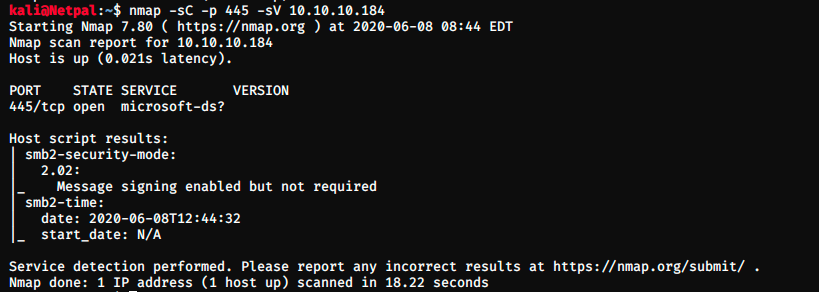 kali@Netpal:~$ nmap -sC -p 445 -sV 10.10.10.184
Starting Nmap 7.80 ( https://nmap.org ) at 2020-06-08 08:44 EDT
Nmap scan report for 10.10.10.184
Host is up (0.021s latency).
PORT    STATE SERVICE       VERSION
445/tcp open  microsoft-ds?
Host script results:
| smb2-security-mode:
|   2.02:
|_    Message signing enabled but not required
| smb2-time:
|   date: 2020-06-08T12:44:32
|_  start_date: N/A
Service detection performed. Please report any incorrect results at https://nmap.org/submit/ .
Nmap done: 1 IP address (1 host up) scanned in 18.22 seconds